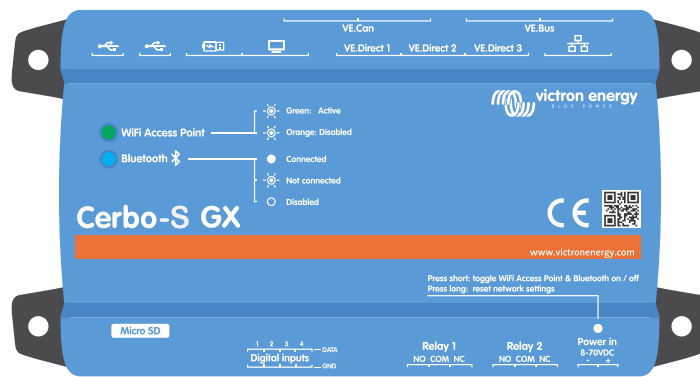 VE.Can
VE.Bus
VE.Direct 1
VE.Direct 2
VE.Direct 3
victron energy
BLUE POWER
Green: Active
WiFi Access Point
Orange: Disabled
Bluetooth
Connected
Not connected
Disabled
Cerbo-S GX
CE
www.victronenergy.com
Press short: toggle WiFi Access Point & Bluetooth on / off
Press long: reset network settings
Micro SD
1 2 3 4
DATA
Digital inputs
GND
Relay 1
NO COM NC
Relay 2
NO COM NC
Power in
8-70VDC
- +